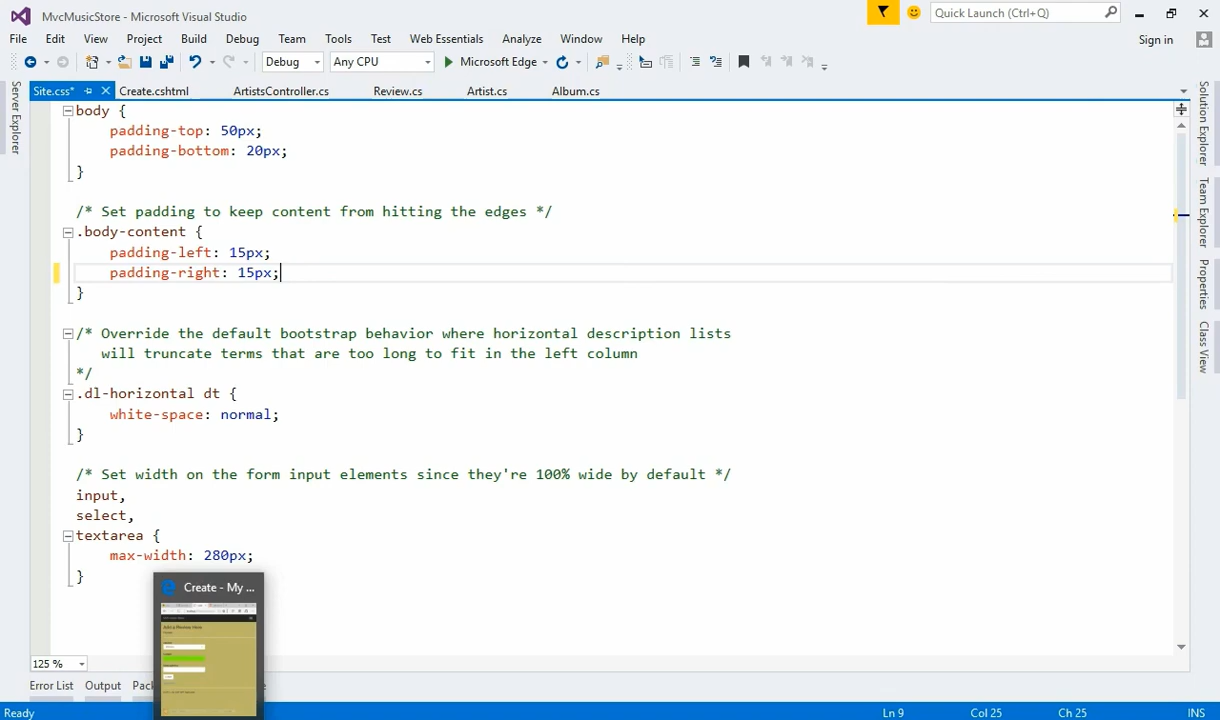 MvcMusicStore - Microsoft Visual Studio
Quick Launch (Ctrl+Q)
File Edit View Project Build Debug Team Tools Test Web Essentials Analyze Window Help
Sign in
Debug Any CPU Microsoft Edge
Site.css* Create.cshtml ArtistsController.cs Review.cs Artist.cs Album.cs
Server Explorer
Solution Explorer
Team Explorer
Properties
Class View
body {
padding-top: 50px;
padding-bottom: 20px;
}
/* Set padding to keep content from hitting the edges */
.body-content {
padding-left: 15px;
padding-right: 15px;
}
/* Override the default bootstrap behavior where horizontal description lists
will truncate terms that are too long to fit in the left column
*/
.dl-horizontal dt {
white-space: normal;
}
/* Set width on the form input elements since they're 100% wide by default */
input,
select,
textarea {
max-width: 280px;
}
Create - My ...
125 %
Error List Output Pac
Ready Ln 9 Col 25 Ch 25 INS